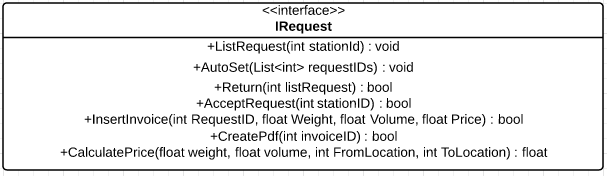 <<interface>>
IRequest
+ListRequest(int stationId) : void
+AutoSet(List<int> requestIDs) : void
+Return(int listRequest) : bool
+AcceptRequest(int stationID) : bool
+InsertInvoice(int RequestID, float Weight, float Volume, float Price) : bool
+CreatePdf(int invoiceID) : bool
+CalculatePrice(float weight, float volume, int FromLocation, int ToLocation) : float